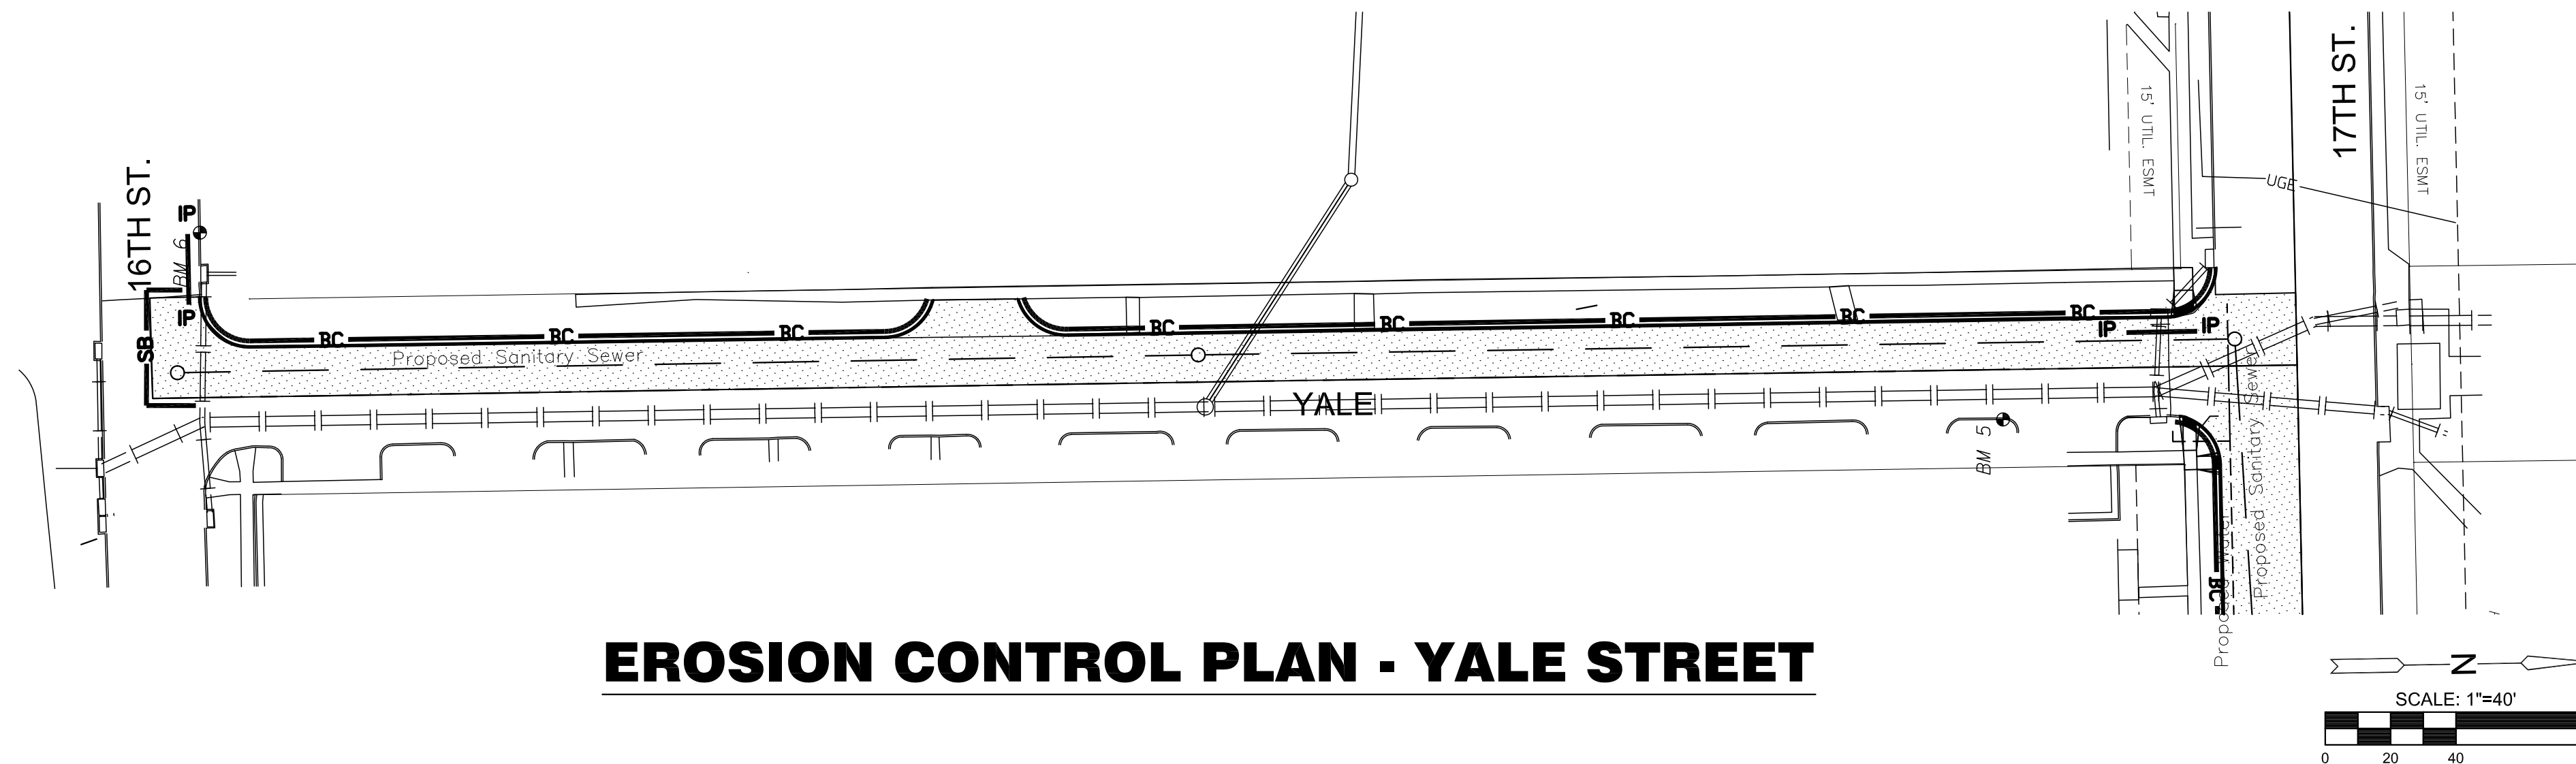 16TH ST.
IP
BM 6
IP
SB
BC
BC
BC
BC
BC
BC
BC
BC
IP
IP
Proposed Sanitary Sewer
YALE
BM 5
15' UTIL. ESMT
17TH ST.
15' UTIL. ESMT
UGE
Proposed Sanitary Sewer
Proposed Water
BC
EROSION CONTROL PLAN - YALE STREET
N
SCALE: 1"=40'
0 20 40